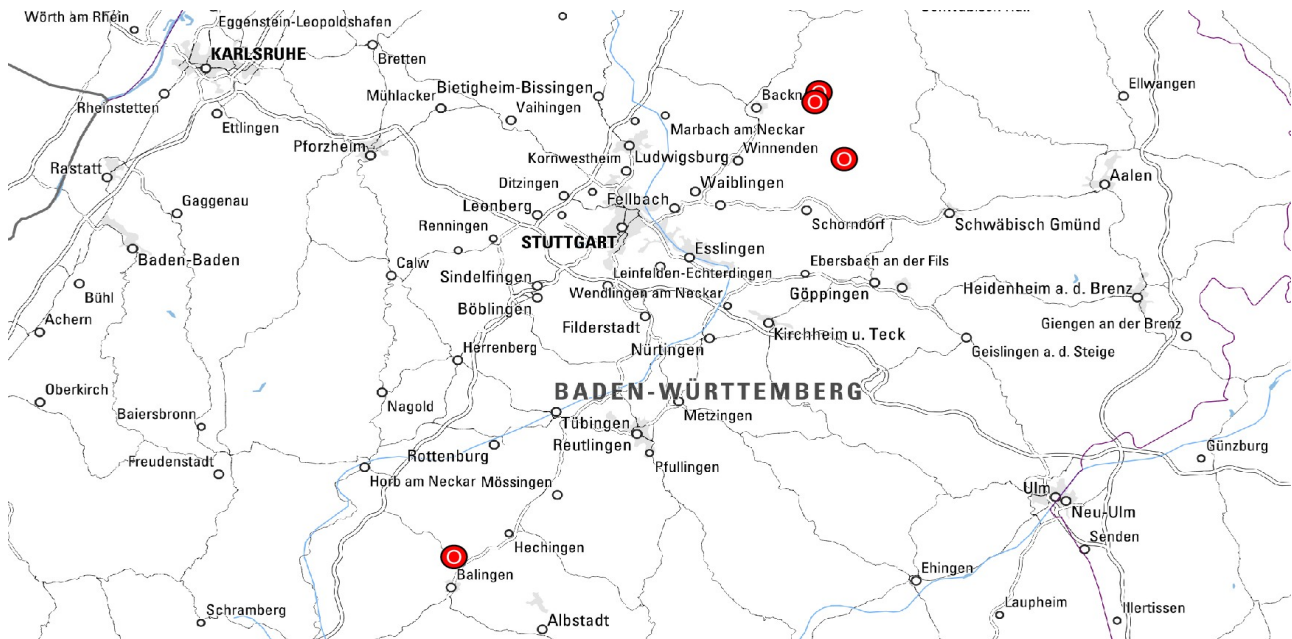 Wörth am Rhein
Eggenstein-Leopoldshafen
KARLSRUHE
Bretten
Rheinstetten
Ettlingen
Mühlacker
Bietigheim-Bissingen
Vaihingen
Backn
O
O
Ellwangen
Marbach am Neckar
Pforzheim
Kornwestheim
Ludwigsburg
Winnenden
O
Rastatt
Aalen
Ditzingen
Waiblingen
Gaggenau
Leonberg
Fellbach
Renningen
STUTTGART
Schorndorf
Schwäbisch Gmünd
Baden-Baden
Calw
Esslingen
Ebersbach an der Fils
Sindelfingen
Leinfelden-Echterdingen
Bühl
Wendlingen am Neckar
Göppingen
Heidenheim a. d. Brenz
Böblingen
Achern
Filderstadt
Kirchheim u. Teck
Giengen an der Brenz
Herrenberg
Nürtingen
Geislingen a. d. Steige
Oberkirch
BADEN-WÜRTTEMBERG
Baiersbronn
Nagold
Metzingen
Tübingen
Reutlingen
Freudenstadt
Rottenburg
Pfullingen
Günzburg
Horb am Neckar
Mössingen
Ulm
Neu-Ulm
Hechingen
Senden
O
Balingen
Ehingen
Schramberg
Albstadt
Laupheim
Illertissen